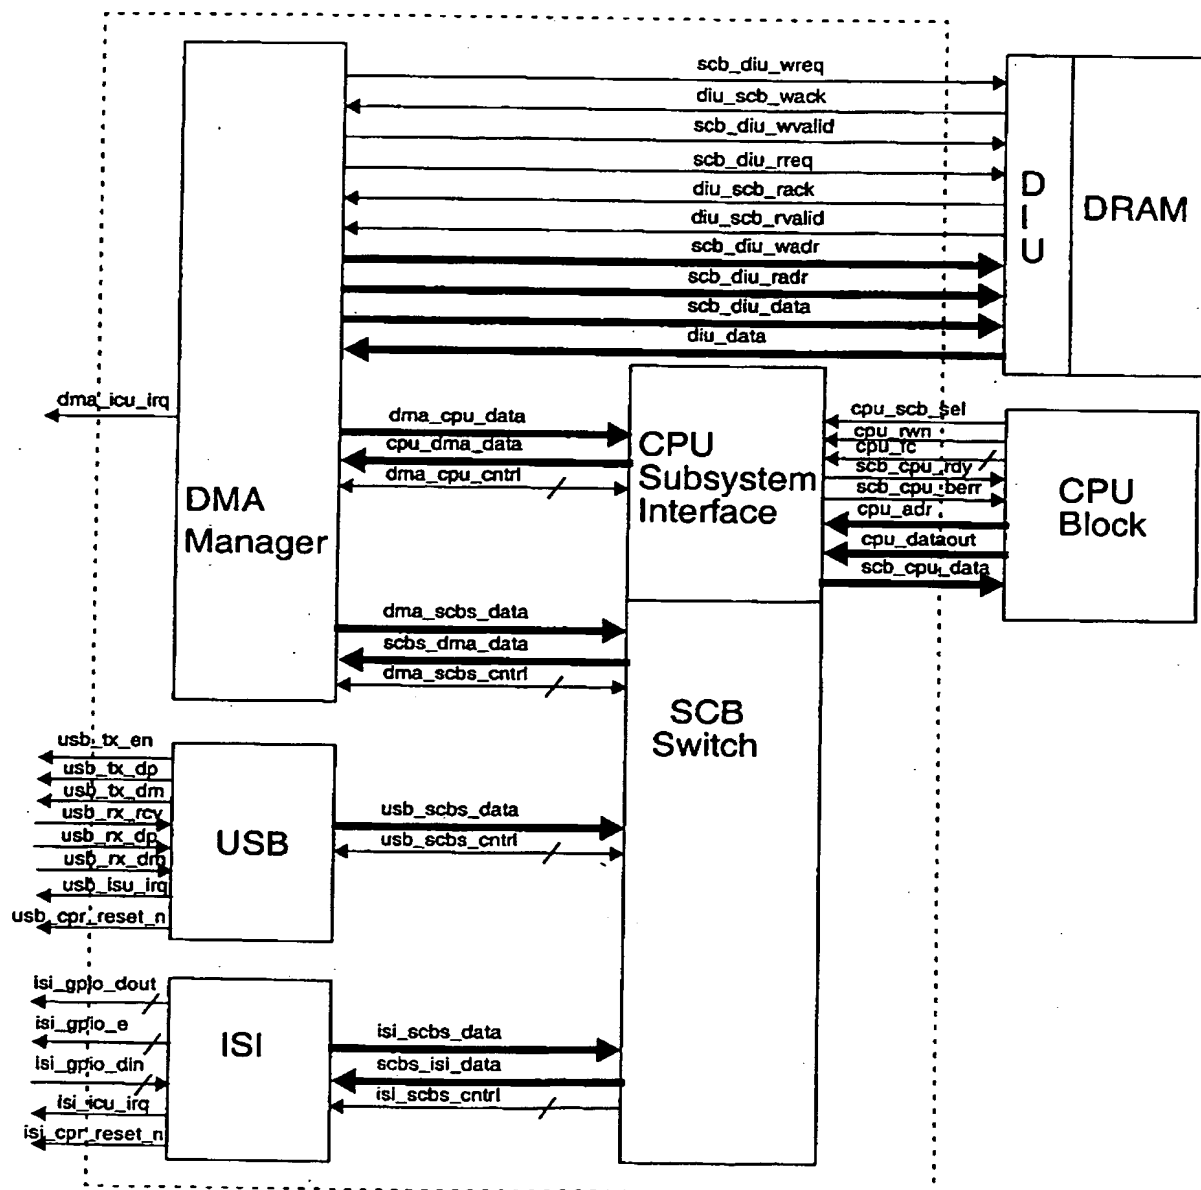 scb_diu_wreq
diu_scb_wack
scb_diu_wvalid
scb_diu_rreq
diu_scb_rack
diu_scb_rvalid
scb_diu_wadr
scb_diu_radr
scb_diu_data
diu_data
D
I
U
DRAM
dma_icu_irq
DMA
Manager
dma_cpu_data
cpu_dma_data
dma_cpu_cntrl
CPU
Subsystem
Interface
cpu_scb_sel
cpu_rwn
cpu_fc
scb_cpu_rdy
scb_cpu_berr
cpu_adr
cpu_dataout
scb_cpu_data
CPU
Block
dma_scbs_data
scbs_dma_data
dma_scbs_cntrl
SCB
Switch
usb_tx_en
usb_tx_dp
usb_tx_dm
usb_rx_rcv
usb_rx_dp
usb_rx_dm
usb_isu_irq
usb_cpr_reset_n
USB
usb_scbs_data
usb_scbs_cntrl
isi_gpio_dout
isi_gpio_e
isi_gpio_din
isi_icu_irq
isi_cpr_reset_n
ISI
isi_scbs_data
scbs_isi_data
isi_scbs_cntrl